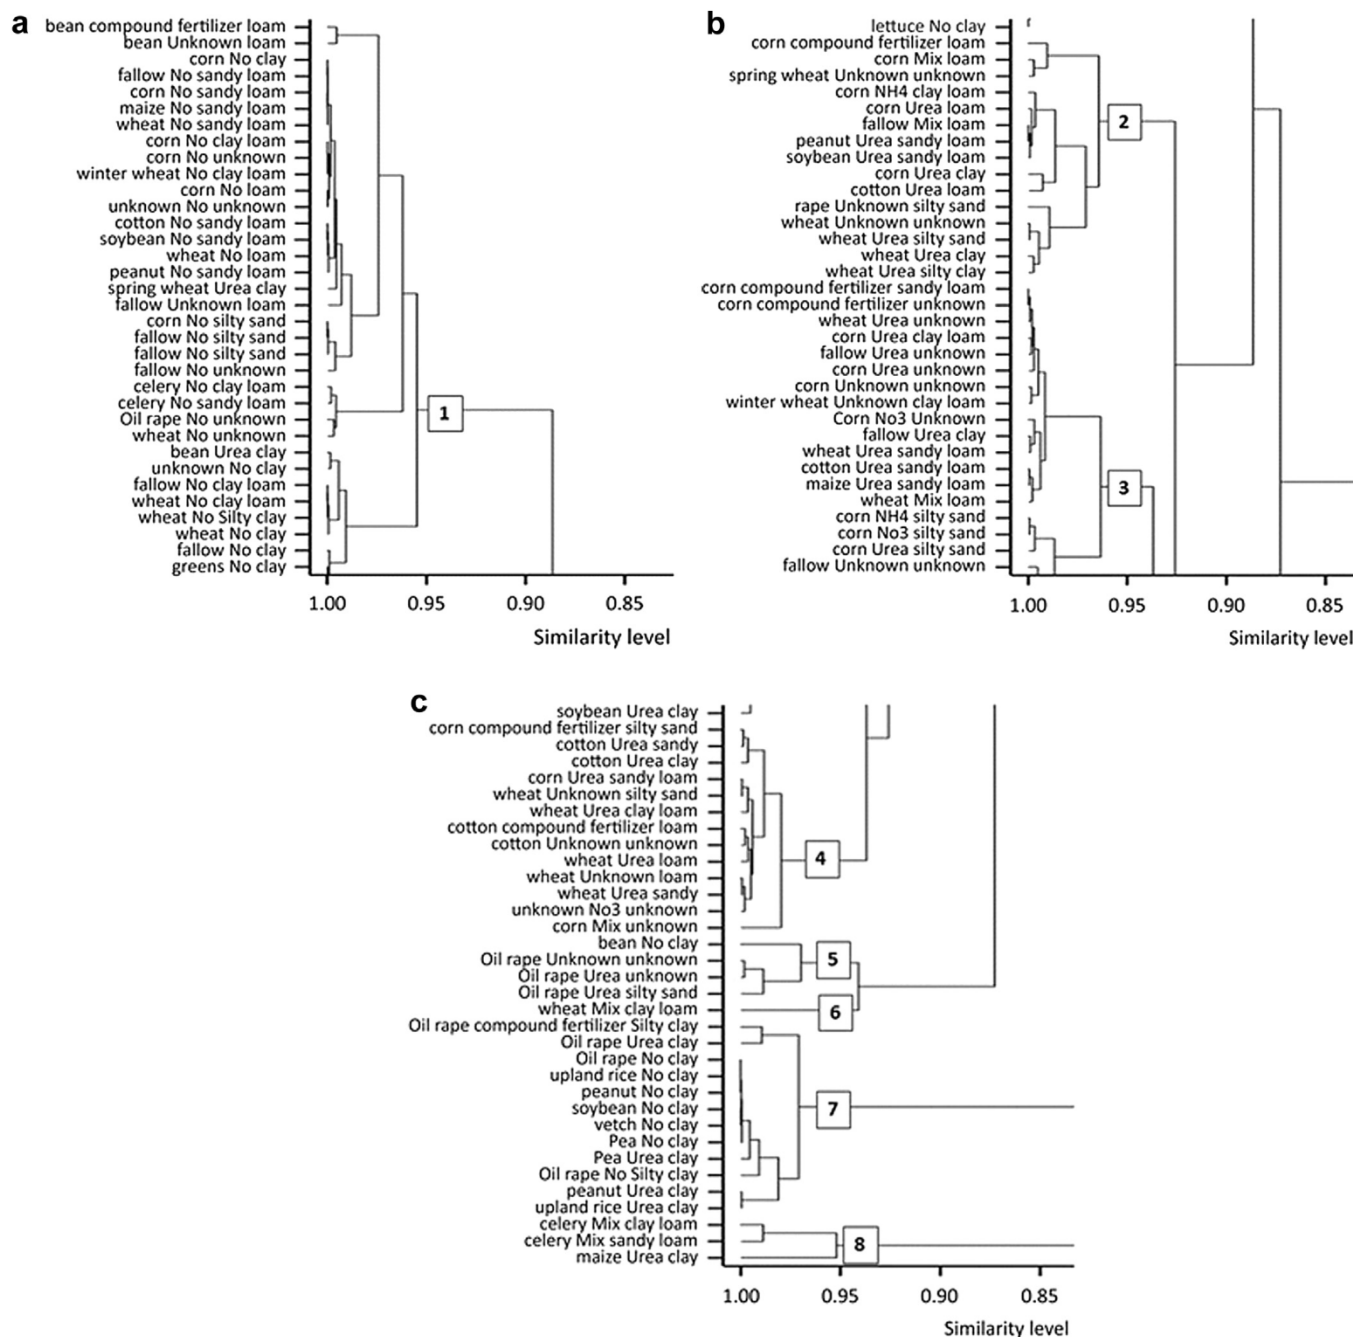 a
bean compound fertilizer loam
bean Unknown loam
corn No clay
fallow No sandy loam
corn No sandy loam
maize No sandy loam
wheat No sandy loam
corn No clay loam
corn No unknown
winter wheat No clay loam
corn No loam
unknown No unknown
cotton No sandy loam
soybean No sandy loam
wheat No loam
peanut No sandy loam
spring wheat Urea clay
fallow Unknown loam
corn No silty sand
fallow No silty sand
fallow No silty sand
fallow No unknown
celery No clay loam
celery No sandy loam
Oil rape No unknown
wheat No unknown
bean Urea clay
unknown No clay
fallow No clay loam
wheat No clay loam
wheat No Silty clay
wheat No clay
fallow No clay
greens No clay
1
1.00 0.95 0.90 0.85
Similarity level
b
lettuce No clay
corn compound fertilizer loam
corn Mix loam
spring wheat Unknown unknown
corn NH4 clay loam
corn Urea loam
fallow Mix loam
peanut Urea sandy loam
soybean Urea sandy loam
corn Urea clay
cotton Urea loam
rape Unknown silty sand
wheat Unknown unknown
wheat Urea silty sand
wheat Urea clay
wheat Urea silty clay
corn compound fertilizer sandy loam
corn compound fertilizer unknown
wheat Urea unknown
corn Urea clay loam
fallow Urea unknown
corn Urea unknown
corn Unknown unknown
winter wheat Unknown clay loam
Corn No3 Unknown
fallow Urea clay
wheat Urea sandy loam
cotton Urea sandy loam
maize Urea sandy loam
wheat Mix loam
corn NH4 silty sand
corn No3 silty sand
corn Urea silty sand
fallow Unknown unknown
2
3
1.00 0.95 0.90 0.85
Similarity level
c
soybean Urea clay
corn compound fertilizer silty sand
cotton Urea sandy
cotton Urea clay
corn Urea sandy loam
wheat Unknown silty sand
wheat Urea clay loam
cotton compound fertilizer loam
cotton Unknown unknown
wheat Urea loam
wheat Unknown loam
wheat Urea sandy
unknown No3 unknown
corn Mix unknown
bean No clay
Oil rape Unknown unknown
Oil rape Urea unknown
Oil rape Urea silty sand
wheat Mix clay loam
Oil rape compound fertilizer Silty clay
Oil rape Urea clay
Oil rape No clay
upland rice No clay
peanut No clay
soybean No clay
vetch No clay
Pea No clay
Pea Urea clay
Oil rape No Silty clay
peanut Urea clay
upland rice Urea clay
celery Mix clay loam
celery Mix sandy loam
maize Urea clay
4
5
6
7
8
1.00 0.95 0.90 0.85
Similarity level